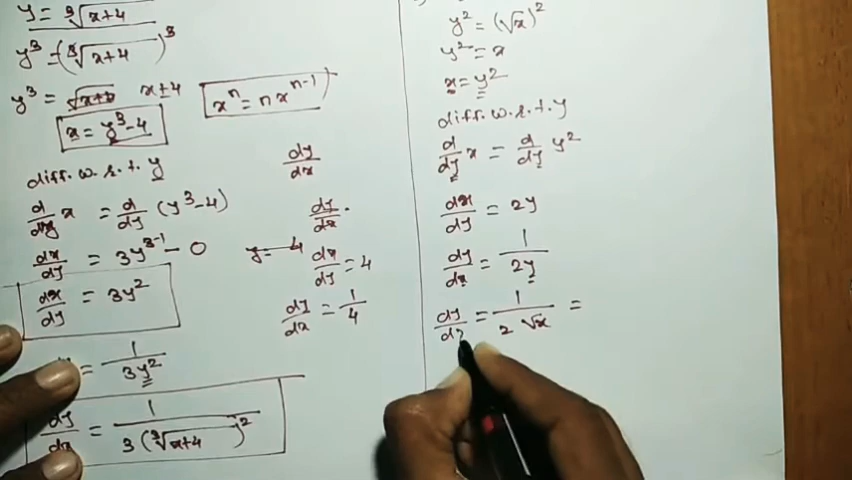 y = ∛(x+4)
y³ = (∛(x+4))³
y³ = x+4
xⁿ = nxⁿ⁻¹
x = y³-4
diff. w. r. t. y
d/dy x = d/dy (y³-4)
dx/dy = 3y³⁻¹ - 0
dx/dy = 3y²
= 1/3y²
dy/dx = 1/3(∛(x+4))²
dy/dx
dy/dx.
y = 4
dx/dy = 4
dy/dx = 1/4
y² = (√x)²
y² = x
x = y²
diff. w. r. t. y
d/dy x = d/dy y²
dx/dy = 2y
dy/dx = 1/2y
dy/dx = 1/2√x =